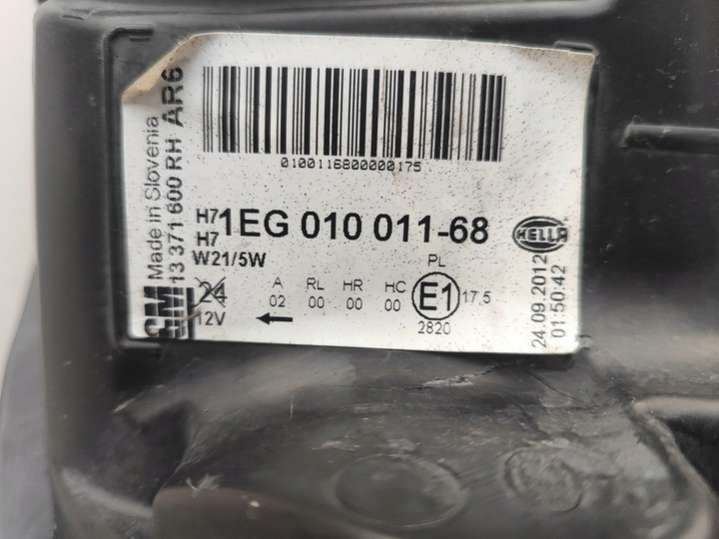 0100116800000175
Made in Slovenia
13 371 600 RH AR6
GM
H7
H7
1EG 010 011-68
W21/5W
HELLA
24
12V
A RL HR HC
02 00 00 00
PL
E1
17,5
2820
24.09.2012
01:50:42